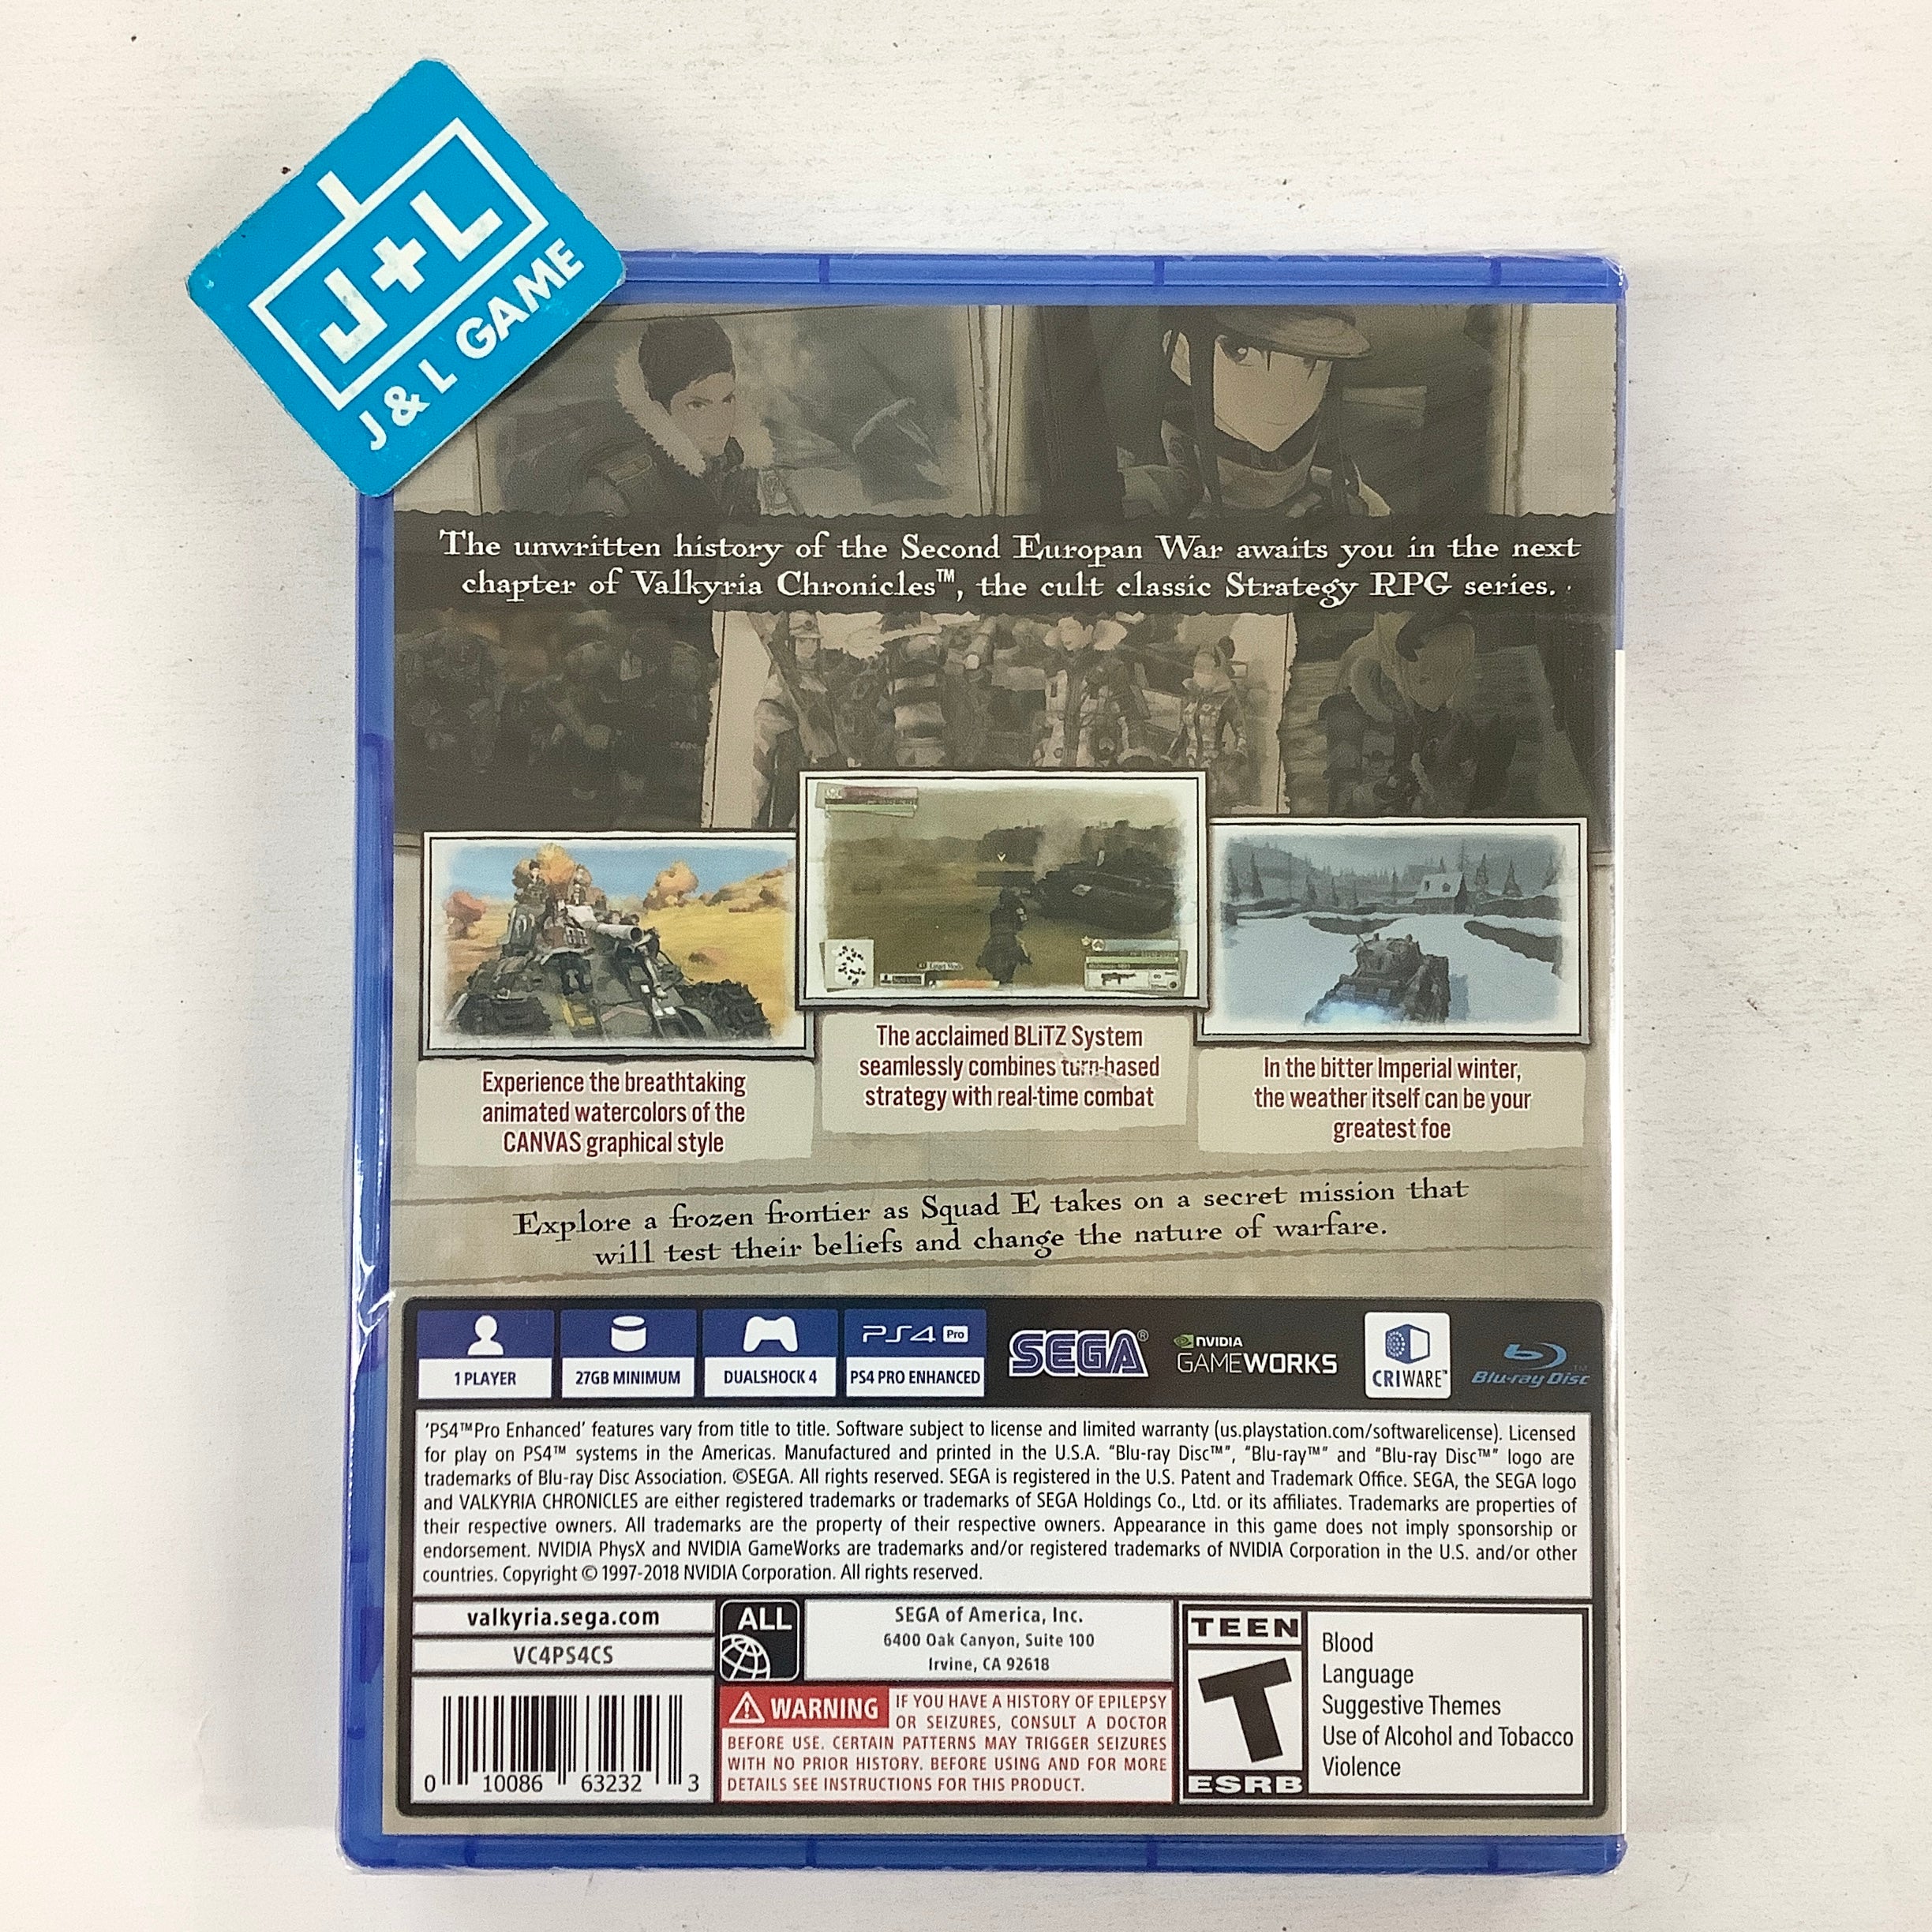 J+L
J & L GAME
The unwritten history of the Second Europan War awaits you in the next
chapter of Valkyria Chronicles™, the cult classic Strategy RPG series.
Experience the breathtaking
animated watercolors of the
CANVAS graphical style
The acclaimed BLiTZ System
seamlessly combines turn-based
strategy with real-time combat
In the bitter Imperial winter,
the weather itself can be your
greatest foe
Explore a frozen frontier as Squad E takes on a secret mission that
will test their beliefs and change the nature of warfare.
1 PLAYER
27GB MINIMUM
DUALSHOCK 4
PS4 Pro
PS4 PRO ENHANCED
SEGA®
NVIDIA
GAMEWORKS
CRIWARE™
Blu-ray Disc™
'PS4™Pro Enhanced' features vary from title to title. Software subject to license and limited warranty (us.playstation.com/softwarelicense). Licensed
for play on PS4™ systems in the Americas. Manufactured and printed in the U.S.A. "Blu-ray Disc™", "Blu-ray™" and "Blu-ray Disc™" logo are
trademarks of Blu-ray Disc Association. ©SEGA. All rights reserved. SEGA is registered in the U.S. Patent and Trademark Office. SEGA, the SEGA logo
and VALKYRIA CHRONICLES are either registered trademarks or trademarks of SEGA Holdings Co., Ltd. or its affiliates. Trademarks are properties of
their respective owners. All trademarks are the property of their respective owners. Appearance in this game does not imply sponsorship or
endorsement. NVIDIA PhysX and NVIDIA GameWorks are trademarks and/or registered trademarks of NVIDIA Corporation in the U.S. and/or other
countries. Copyright © 1997-2018 NVIDIA Corporation. All rights reserved.
valkyria.sega.com
VC4PS4CS
ALL
SEGA of America, Inc.
6400 Oak Canyon, Suite 100
Irvine, CA 92618
WARNING IF YOU HAVE A HISTORY OF EPILEPSY
OR SEIZURES, CONSULT A DOCTOR
BEFORE USE. CERTAIN PATTERNS MAY TRIGGER SEIZURES
WITH NO PRIOR HISTORY. BEFORE USING AND FOR MORE
DETAILS SEE INSTRUCTIONS FOR THIS PRODUCT.
0 10086 63232 3
TEEN
T
ESRB
Blood
Language
Suggestive Themes
Use of Alcohol and Tobacco
Violence